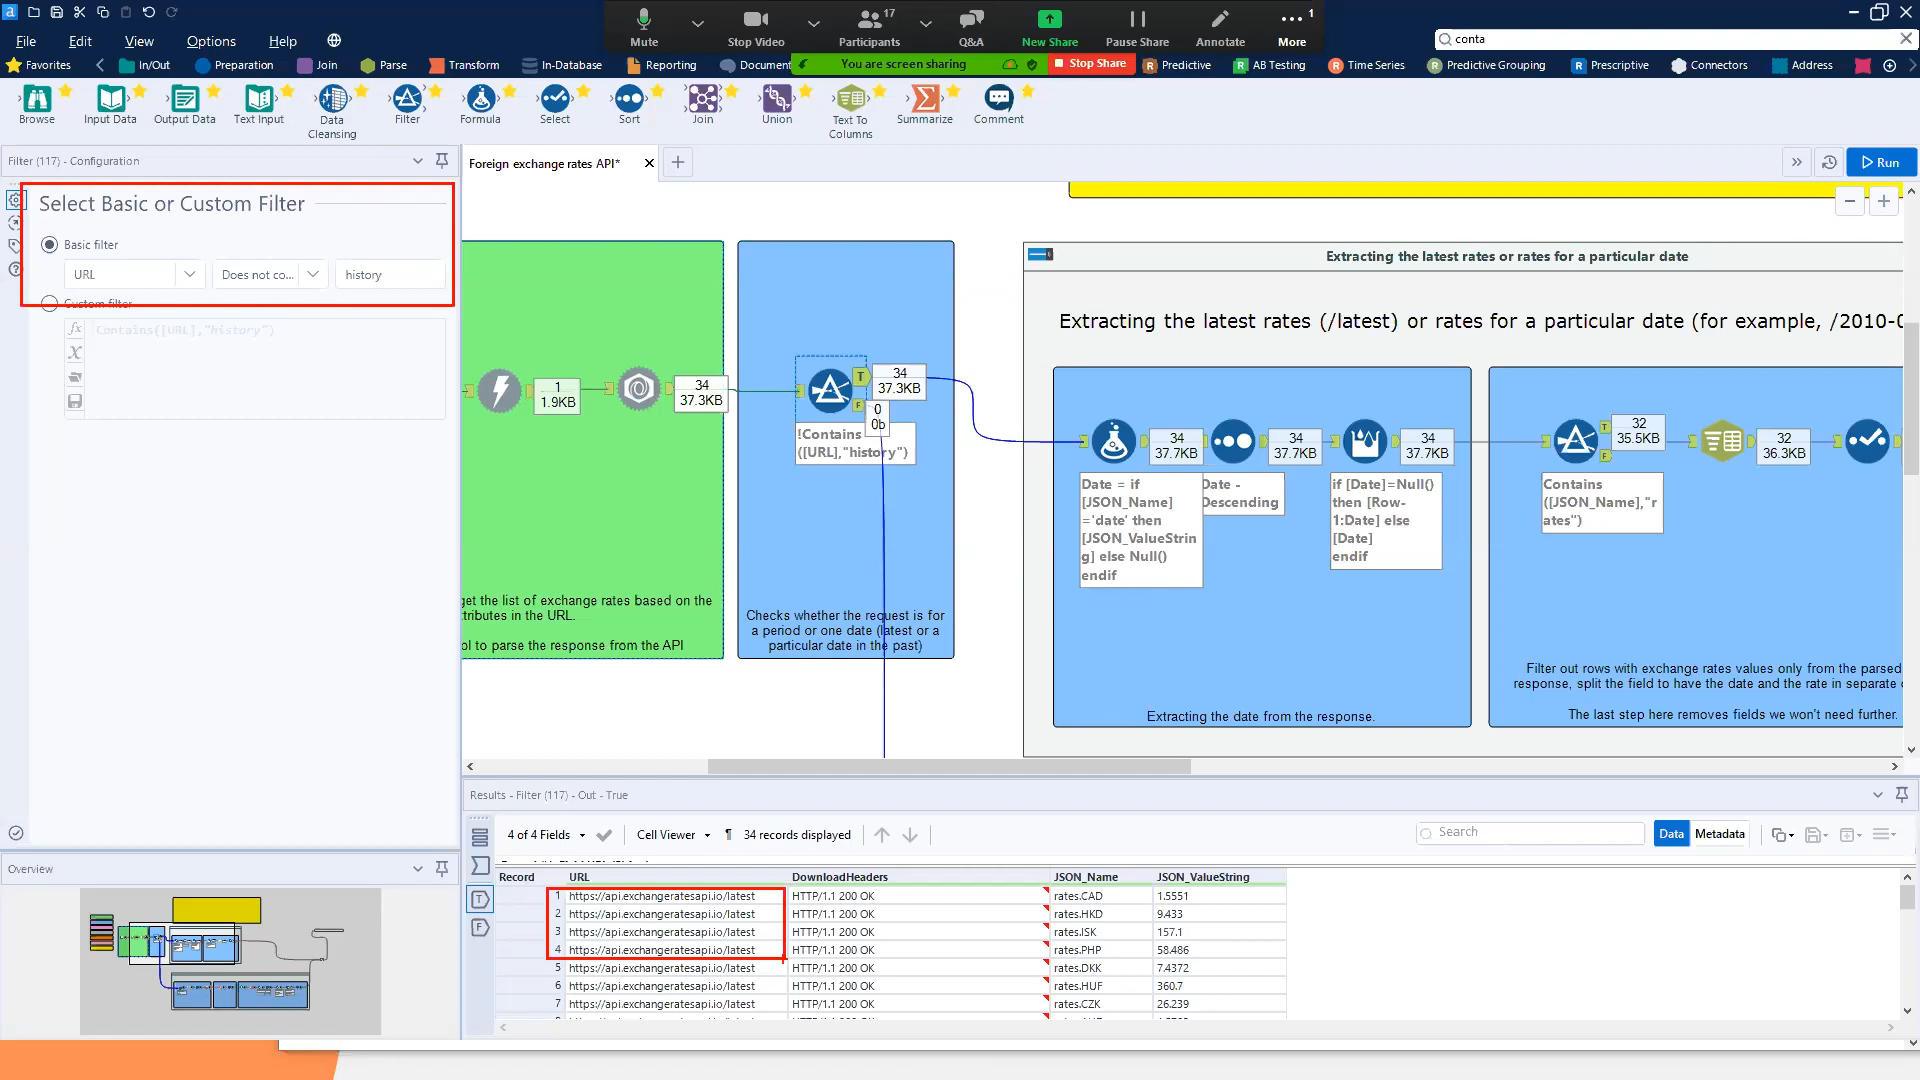 File
Edit
View
Options
Help
Mute
Stop Video
17
Participants
Q&A
New Share
Pause Share
Annotate
1
More
You are screen sharing
Stop Share
conta
Favorites
In/Out
Preparation
Join
Parse
Transform
In-Database
Reporting
Document
Predictive
AB Testing
Time Series
Predictive Grouping
Prescriptive
Connectors
Address
Browse
Input Data
Output Data
Text Input
Data
Cleansing
Filter
Formula
Select
Sort
Join
Union
Text To
Columns
Summarize
Comment
Filter (117) - Configuration
Foreign exchange rates API*
Run
Select Basic or Custom Filter
Basic filter
URL
Does not co...
history
Custom filter
Contains([URL],"history")
1
1.9KB
34
37.3KB
T
34
37.3KB
F
0
0b
!Contains
([URL],"history")
get the list of exchange rates based on the
tributes in the URL.
ol to parse the response from the API
Checks whether the request is for
a period or one date (latest or a
particular date in the past)
Extracting the latest rates or rates for a particular date
Extracting the latest rates (/latest) or rates for a particular date (for example, /2010-0
34
37.7KB
34
37.7KB
34
37.7KB
Date = if
[JSON_Name]
='date' then
[JSON_ValueStrin
g] else Null()
endif
Date -
Descending
if [Date]=Null()
then [Row-
1:Date] else
[Date]
endif
Extracting the date from the response.
T
F
32
35.5KB
32
36.3KB
Contains
([JSON_Name],"r
ates")
Filter out rows with exchange rates values only from the parsed
response, split the field to have the date and the rate in separate
The last step here removes fields we won't need further.
Results - Filter (117) - Out - True
4 of 4 Fields
Cell Viewer
34 records displayed
Search
Data
Metadata
Record
URL
DownloadHeaders
JSON_Name
JSON_ValueString
1 https://api.exchangeratesapi.io/latest HTTP/1.1 200 OK rates.CAD 1.5551
2 https://api.exchangeratesapi.io/latest HTTP/1.1 200 OK rates.HKD 9.433
3 https://api.exchangeratesapi.io/latest HTTP/1.1 200 OK rates.ISK 157.1
4 https://api.exchangeratesapi.io/latest HTTP/1.1 200 OK rates.PHP 58.486
5 https://api.exchangeratesapi.io/latest HTTP/1.1 200 OK rates.DKK 7.4372
6 https://api.exchangeratesapi.io/latest HTTP/1.1 200 OK rates.HUF 360.7
7 https://api.exchangeratesapi.io/latest HTTP/1.1 200 OK rates.CZK 26.239
Overview